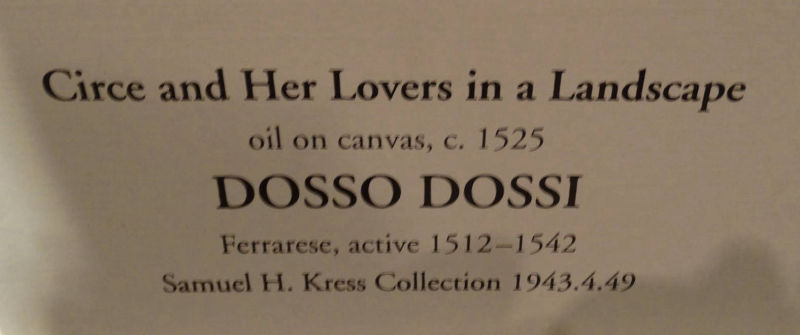 Circe and Her Lovers in a Landscape
oil on canvas, c. 1525
DOSSO DOSSI
Ferrarese, active 1512–1542
Samuel H. Kress Collection 1943.4.49